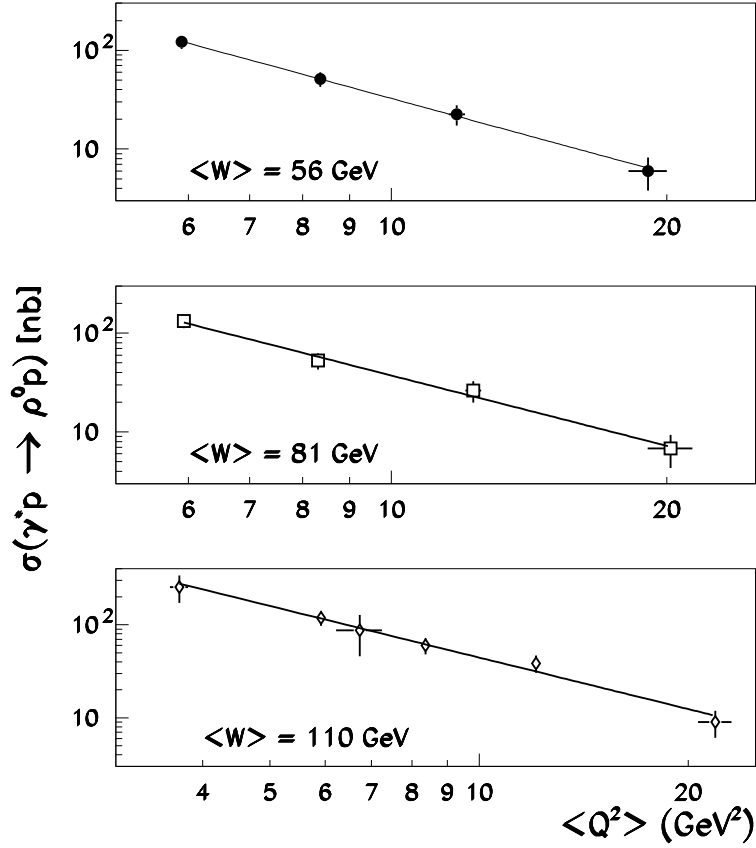 10²
10
<W> = 56 GeV
6 7 8 9 10 20
10²
10
<W> = 81 GeV
6 7 8 9 10 20
σ(γ*p → ρ⁰p) [nb]
10²
10
<W> = 110 GeV
4 5 6 7 8 9 10 20
<Q²> (GeV²)